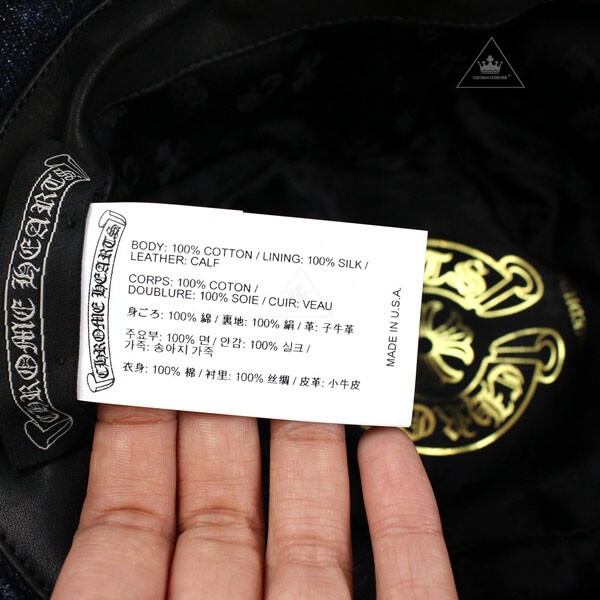 CROWN FOREVER™
CHROME HEARTS
CHROME HEARTS
BODY: 100% COTTON / LINING: 100% SILK /
LEATHER: CALF
CORPS: 100% COTON /
DOUBLURE: 100% SOIE / CUIR: VEAU
身ごろ: 100% 綿 / 裏地: 100% 絹 / 革: 子牛革
주요부: 100% 면 / 안감: 100% 실크 /
가죽: 송아지 가죽
衣身: 100% 棉 / 衬里: 100% 丝绸 / 皮革: 小牛皮
MADE IN U.S.A.